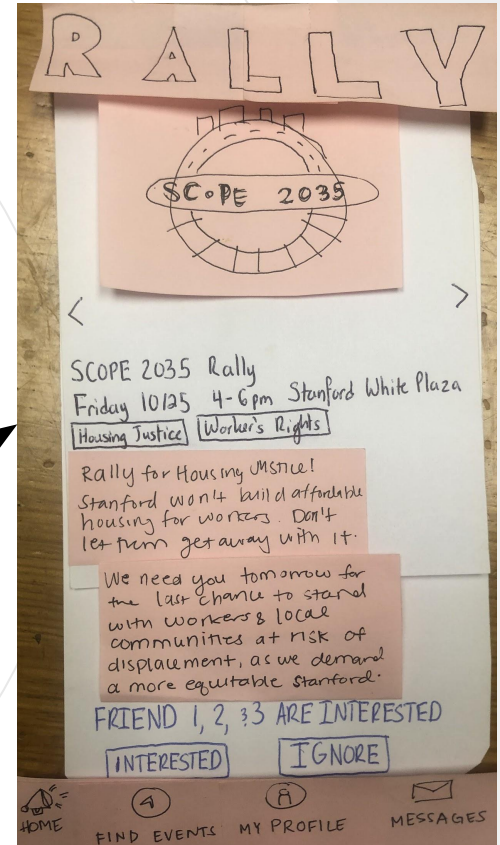 RALLY
SCOPE 2035
< >
SCOPE 2035 Rally
Friday 10/25 4-6pm Stanford White Plaza
Housing Justice Worker's Rights
Rally for Housing Justice!
Stanford won't build affordable
housing for workers. Don't
let them get away with it.
We need you tomorrow for
the last chance to stand
with workers & local
communities at risk of
displacement, as we demand
a more equitable Stanford.
FRIEND 1, 2, & 3 ARE INTERESTED
INTERESTED IGNORE
HOME FIND EVENTS MY PROFILE MESSAGES